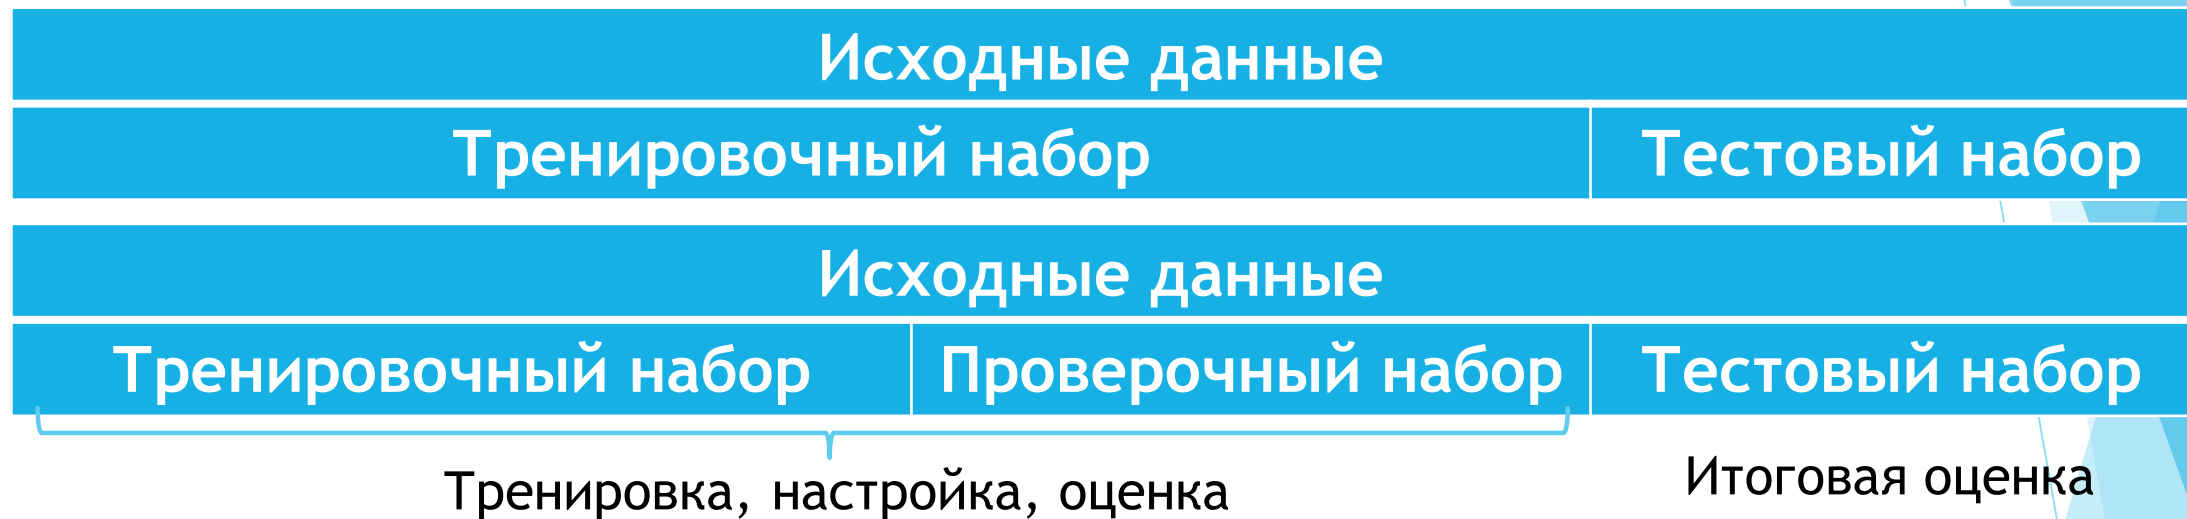 Исходные данные
Тренировочный набор Тестовый набор
Исходные данные
Тренировочный набор Проверочный набор Тестовый набор
Тренировка, настройка, оценка
Итоговая оценка